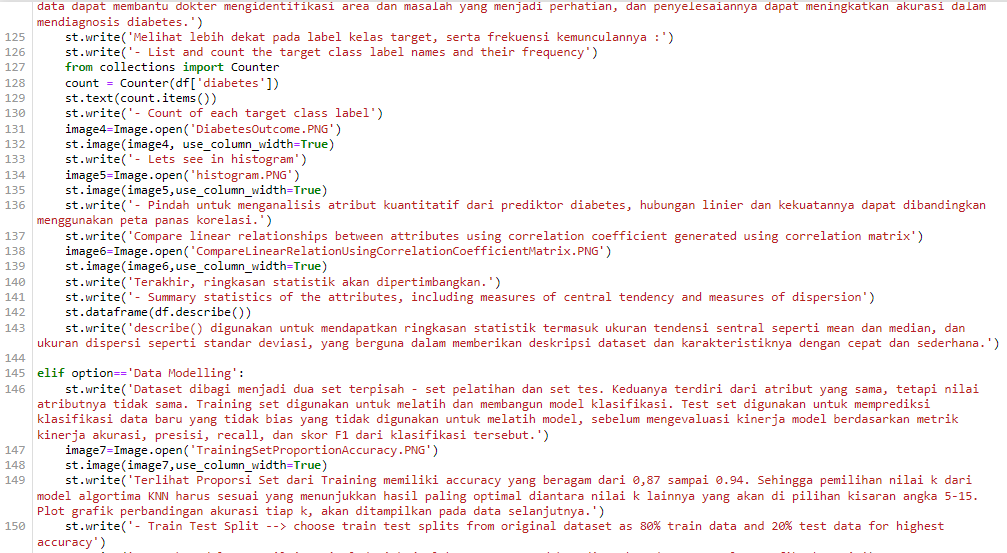 data dapat membantu dokter mengidentifikasi area dan masalah yang menjadi perhatian, dan penyelesaiannya dapat meningkatkan akurasi dalam
mendiagnosis diabetes.')
125 st.write('Melihat lebih dekat pada label kelas target, serta frekuensi kemunculannya :')
126 st.write('- List and count the target class label names and their frequency')
127 from collections import Counter
128 count = Counter(df['diabetes'])
129 st.text(count.items())
130 st.write('- Count of each target class label')
131 image4=Image.open('DiabetesOutcome.PNG')
132 st.image(image4, use_column_width=True)
133 st.write('- Lets see in histogram')
134 image5=Image.open('histogram.PNG')
135 st.image(image5,use_column_width=True)
136 st.write('- Pindah untuk menganalisis atribut kuantitatif dari prediktor diabetes, hubungan linier dan kekuatannya dapat dibandingkan
menggunakan peta panas korelasi.')
137 st.write('Compare linear relationships between attributes using correlation coefficient generated using correlation matrix')
138 image6=Image.open('CompareLinearRelationUsingCorrelationCoefficientMatrix.PNG')
139 st.image(image6,use_column_width=True)
140 st.write('Terakhir, ringkasan statistik akan dipertimbangkan.')
141 st.write('- Summary statistics of the attributes, including measures of central tendency and measures of dispersion')
142 st.dataframe(df.describe())
143 st.write('describe() digunakan untuk mendapatkan ringkasan statistik termasuk ukuran tendensi sentral seperti mean dan median, dan
ukuran dispersi seperti standar deviasi, yang berguna dalam memberikan deskripsi dataset dan karakteristiknya dengan cepat dan sederhana.')
144
145 elif option=='Data Modelling':
146 st.write('Dataset dibagi menjadi dua set terpisah - set pelatihan dan set tes. Keduanya terdiri dari atribut yang sama, tetapi nilai
atributnya tidak sama. Training set digunakan untuk melatih dan membangun model klasifikasi. Test set digunakan untuk memprediksi
klasifikasi data baru yang tidak bias yang tidak digunakan untuk melatih model, sebelum mengevaluasi kinerja model berdasarkan metrik
kinerja akurasi, presisi, recall, dan skor F1 dari klasifikasi tersebut.')
147 image7=Image.open('TrainingSetProportionAccuracy.PNG')
148 st.image(image7,use_column_width=True)
149 st.write('Terlihat Proporsi Set dari Training memiliki accuracy yang beragam dari 0,87 sampai 0.94. Sehingga pemilihan nilai k dari
model algortima KNN harus sesuai yang menunjukkan hasil paling optimal diantara nilai k lainnya yang akan di pilihan kisaran angka 5-15.
Plot grafik perbandingan akurasi tiap k, akan ditampilkan pada data selanjutnya.')
150 st.write('- Train Test Split --> choose train test splits from original dataset as 80% train data and 20% test data for highest
accuracy')